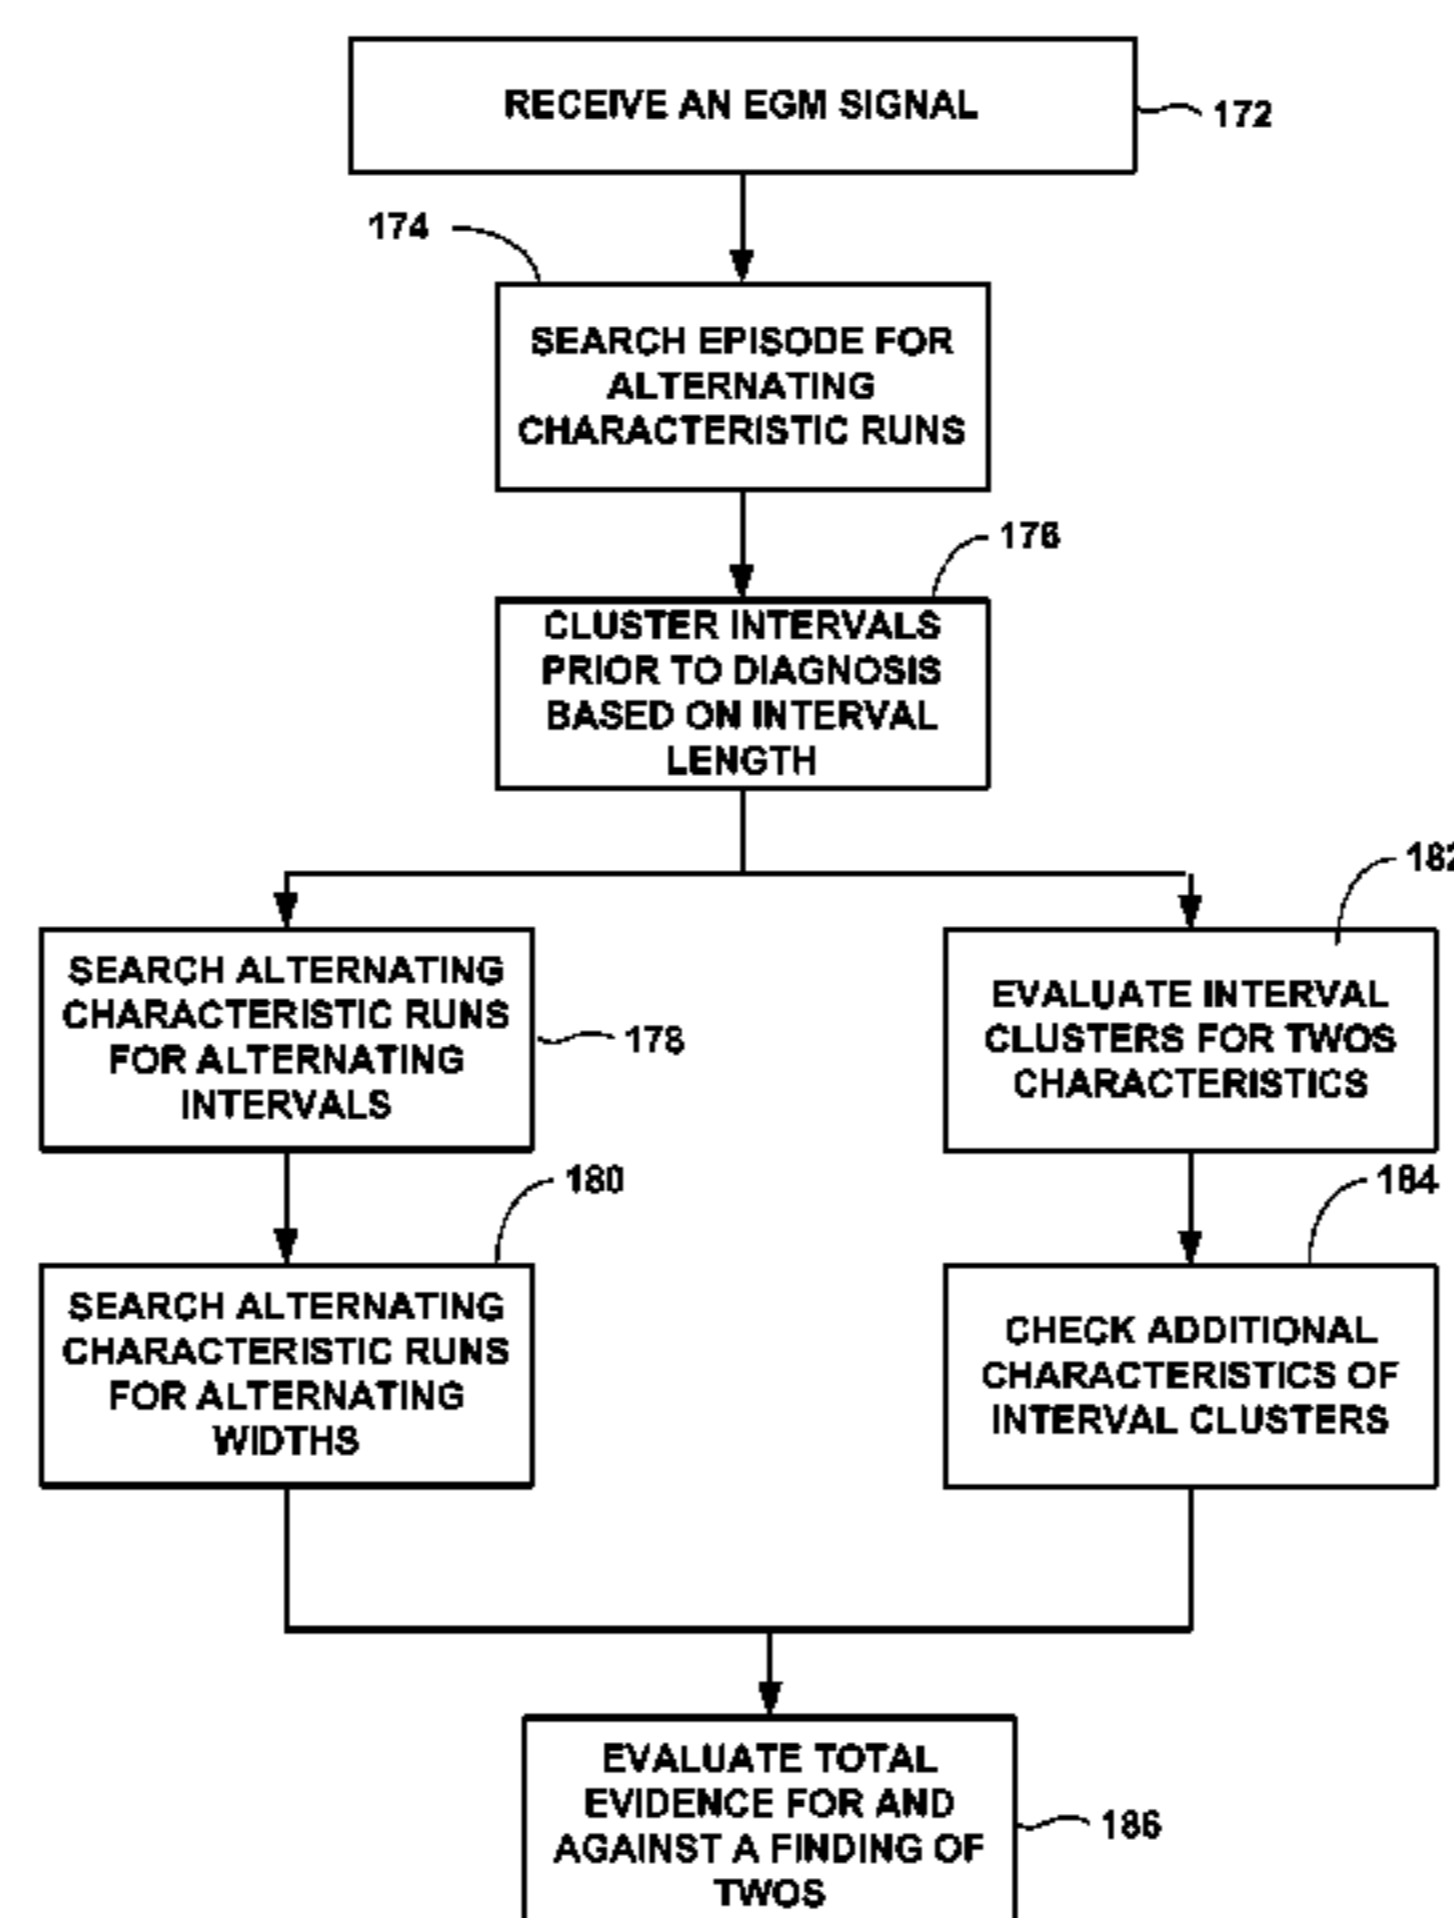 RECEIVE AN EGM SIGNAL
172
174
SEARCH EPISODE FOR
ALTERNATING
CHARACTERISTIC RUNS
176
CLUSTER INTERVALS
PRIOR TO DIAGNOSIS
BASED ON INTERVAL
LENGTH
SEARCH ALTERNATING
CHARACTERISTIC RUNS
FOR ALTERNATING
INTERVALS
178
182
EVALUATE INTERVAL
CLUSTERS FOR TWOS
CHARACTERISTICS
180
SEARCH ALTERNATING
CHARACTERISTIC RUNS
FOR ALTERNATING
WIDTHS
184
CHECK ADDITIONAL
CHARACTERISTICS OF
INTERVAL CLUSTERS
EVALUATE TOTAL
EVIDENCE FOR AND
AGAINST A FINDING OF
TWOS
186